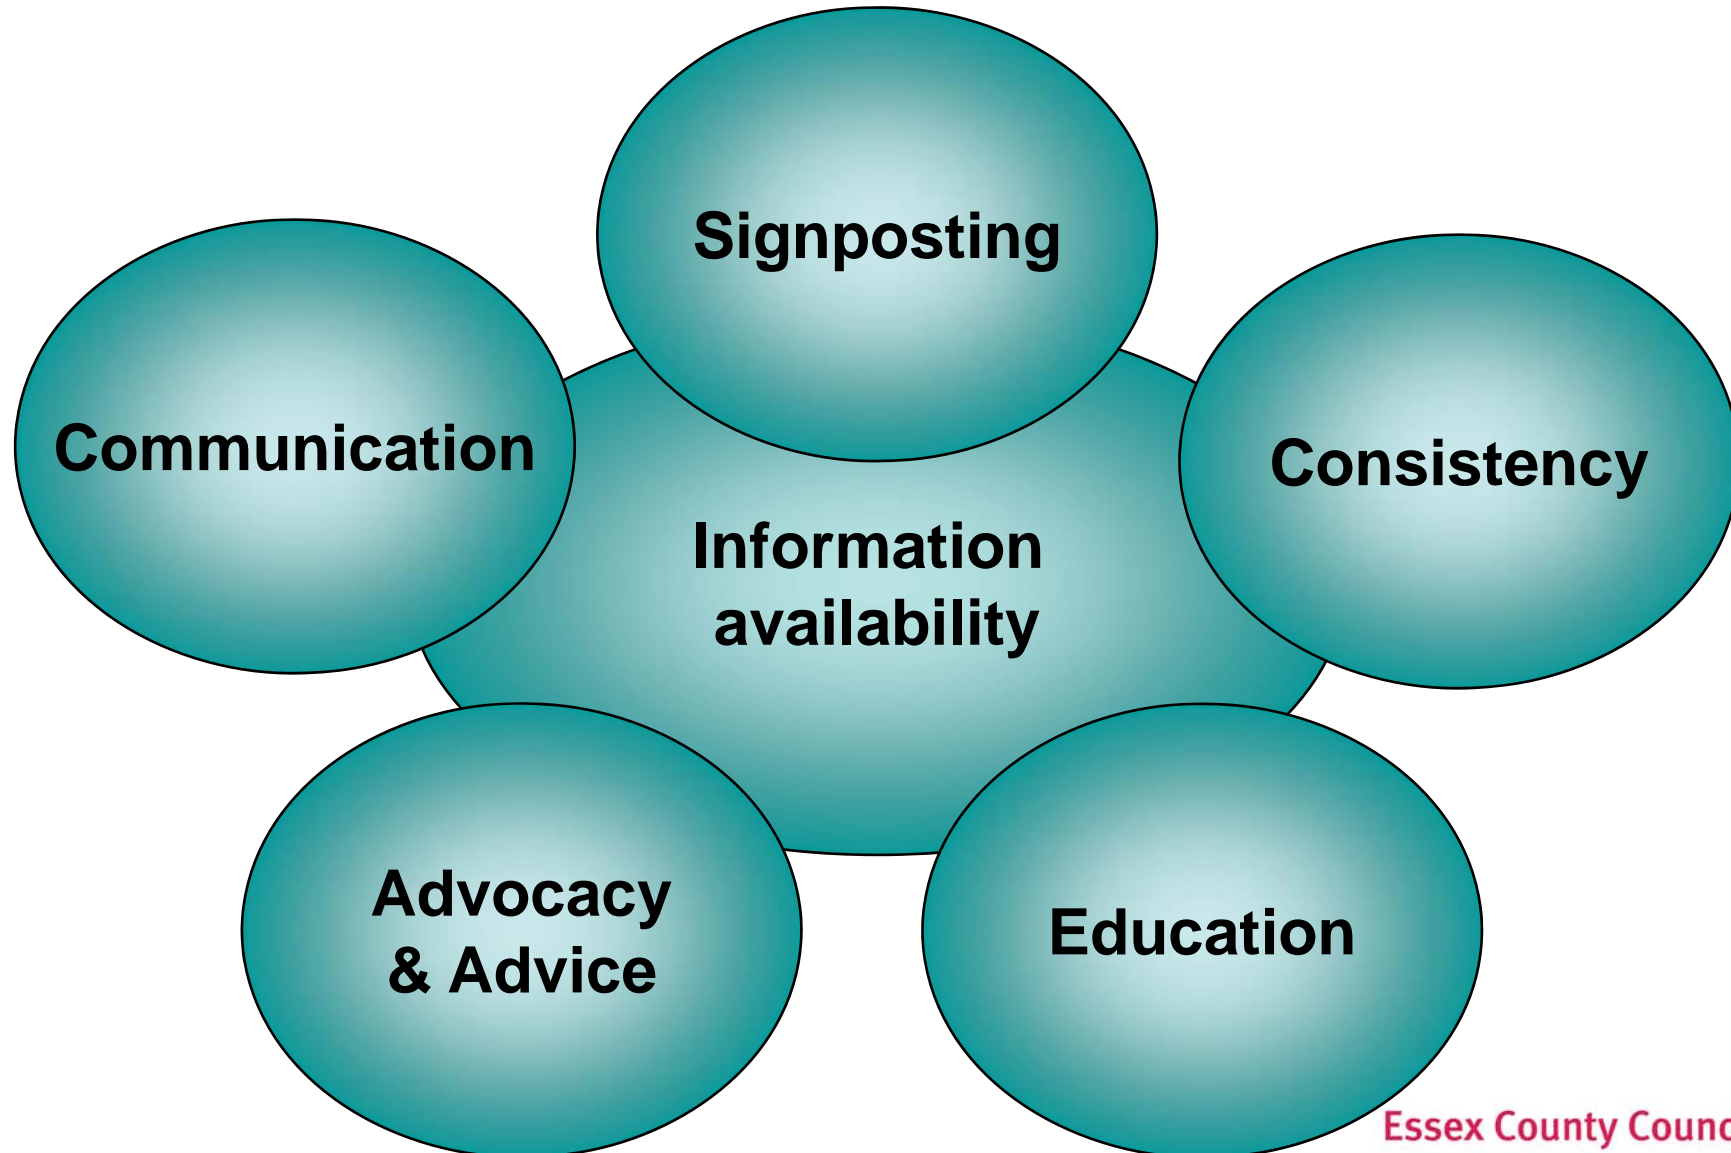 Signposting
Communication
Consistency
Information
availability
Advocacy
& Advice
Education
Essex County Counc